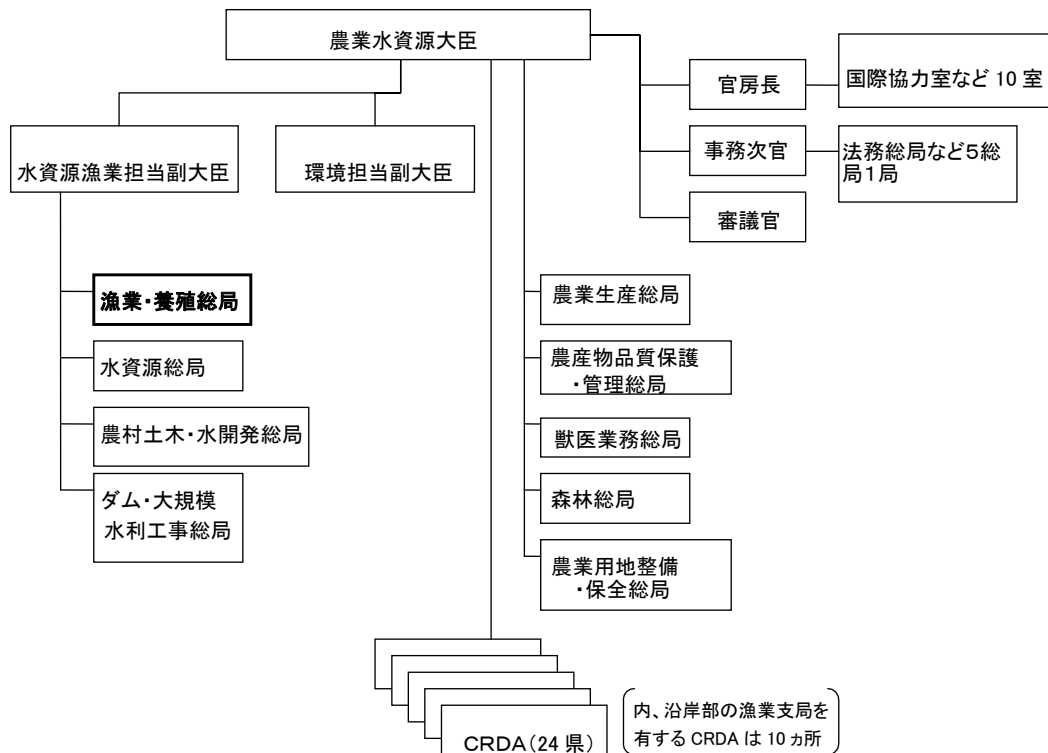 農業水資源大臣
官房長
国際協力室など 10 室
水資源漁業担当副大臣
環境担当副大臣
事務次官
法務総局など5総
局1局
審議官
漁業・養殖総局
水資源総局
農村土木・水開発総局
ダム・大規模
水利工事総局
農業生産総局
農産物品質保護
・管理総局
獣医業務総局
森林総局
農業用地整備
・保全総局
CRDA(24 県)
内、沿岸部の漁業支局を
有する CRDA は 10 ヵ所